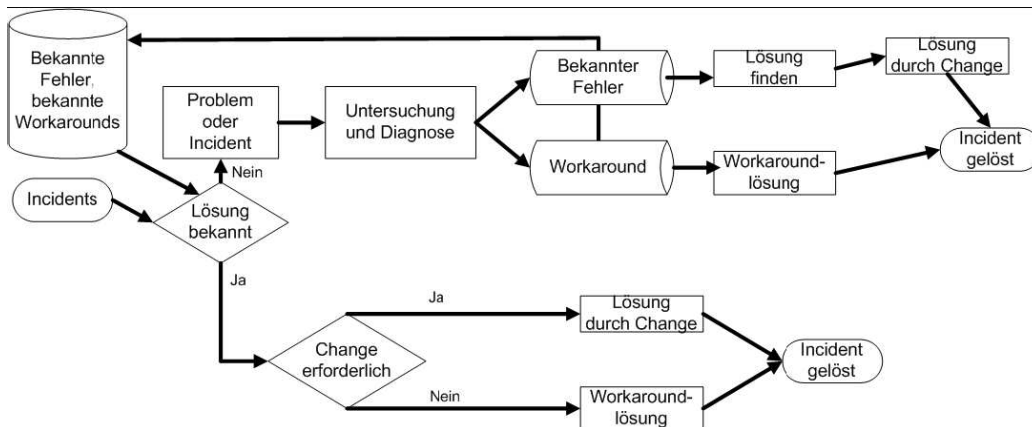 Bekannte
Fehler,
bekannte
Workarounds
Problem
oder
Incident
Untersuchung
und Diagnose
Bekannter
Fehler
Lösung
finden
Lösung
durch Change
Incident
gelöst
Workaround
Workaround-
lösung
Nein
Incidents
Lösung
bekannt
Ja
Ja
Lösung
durch Change
Change
erforderlich
Incident
gelöst
Nein
Workaround-
lösung